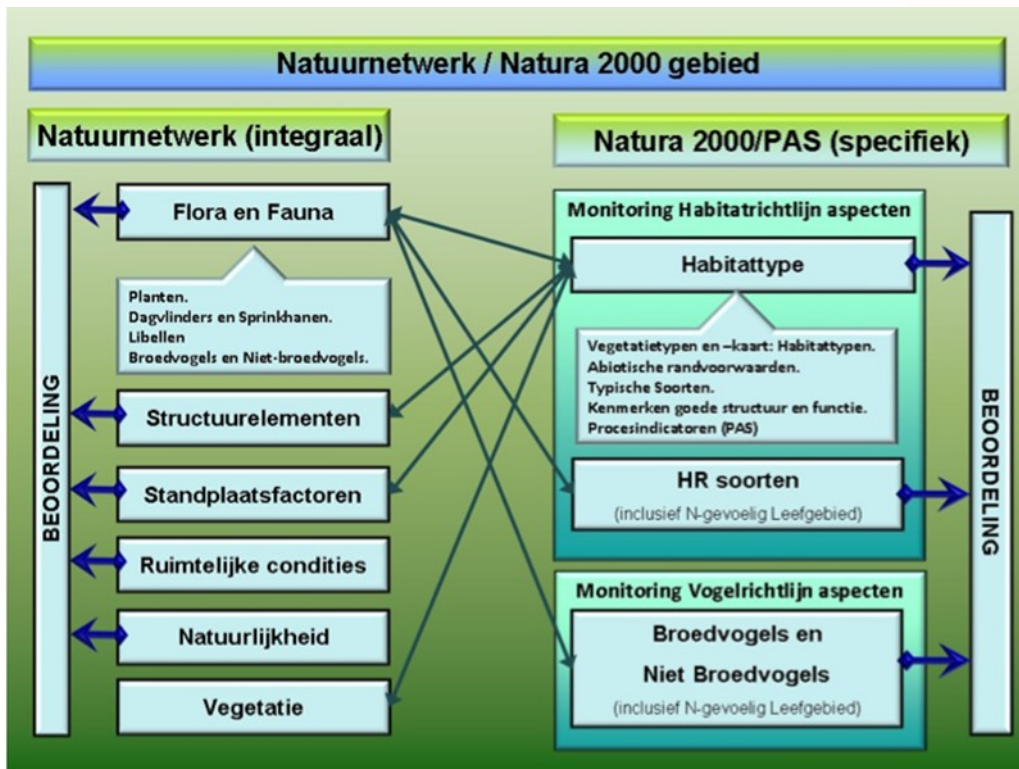 Natuurnetwerk / Natura 2000 gebied
Natuurnetwerk (integraal)
BEOORDELING
Flora en Fauna
Planten.
Dagvlinders en Sprinkhanen.
Libellen
Broedvogels en Niet-broedvogels.
Structuurelementen
Standplaatsfactoren
Ruimtelijke condities
Natuurlijkheid
Vegetatie
Natura 2000/PAS (specifiek)
Monitoring Habitatrichtlijn aspecten
Habitattype
Vegetatietypen en –kaart: Habitattypen.
Abiotische randvoorwaarden.
Typische Soorten.
Kenmerken goede structuur en functie.
Procesindicatoren (PAS)
HR soorten
(inclusief N-gevoelig Leefgebied)
Monitoring Vogelrichtlijn aspecten
Broedvogels en
Niet Broedvogels
(inclusief N-gevoelig Leefgebied)
BEOORDELING